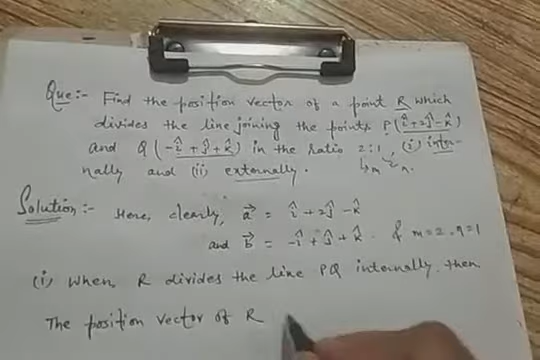 Que:- Find the position vector of a point R which
divides the line joining the points P(î+2ĵ-k̂)
and Q (-î+ĵ+k̂) in the ratio 2:1, (i) inter-
nally and (ii) externally. ↳m ↳n.
Solution:- Here, clearly, a⃗ = î+2ĵ-k̂
and b⃗ = -î+ĵ+k̂. & m=2, n=1
(i) When R divides the line PQ internally, then
The position vector of R